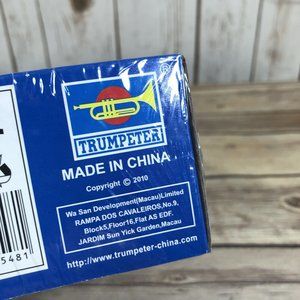 TRUMPETER
MADE IN CHINA
Copyright © 2010
Wa San Development(Macau)Limited
RAMPA DOS CAVALEIROS,No.9,
Block5,Floor16,Flat AS EDF.
JARDIM Sun Yick Garden,Macau
http://www.trumpeter-china.com
5481